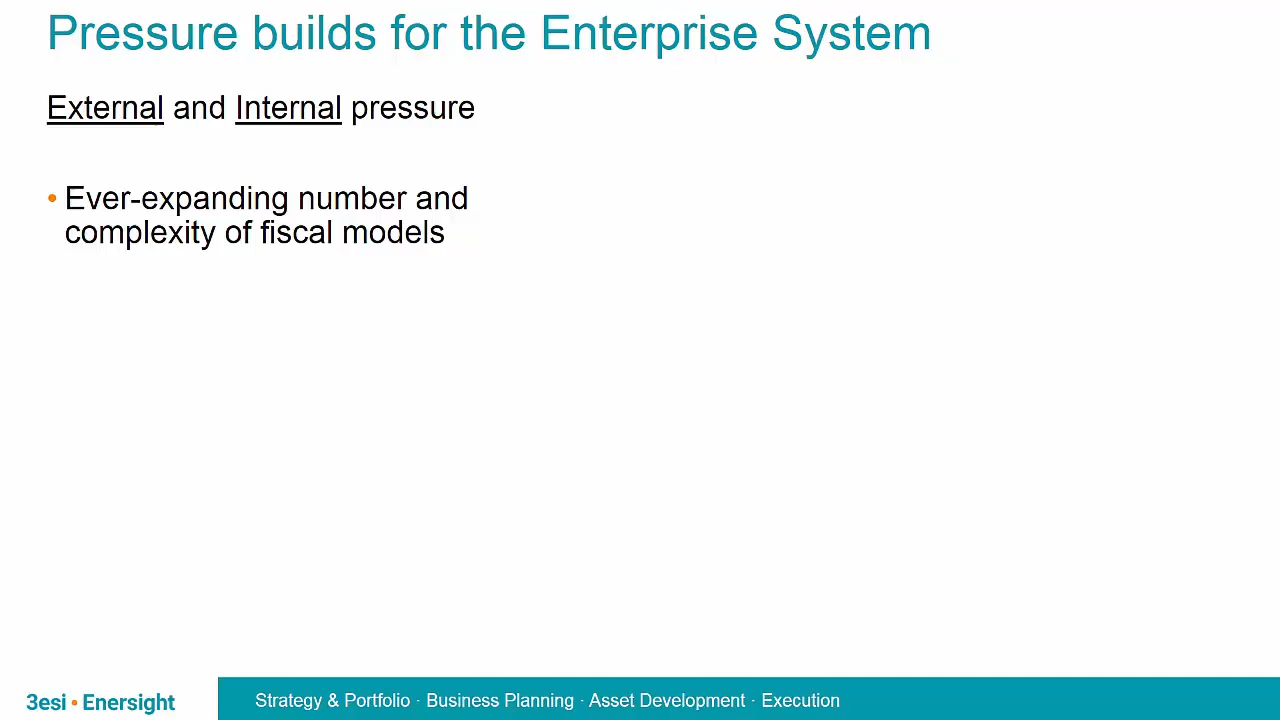 Pressure builds for the Enterprise System
External and Internal pressure
• Ever-expanding number and
complexity of fiscal models
3esi • Enersight
Strategy & Portfolio · Business Planning · Asset Development · Execution